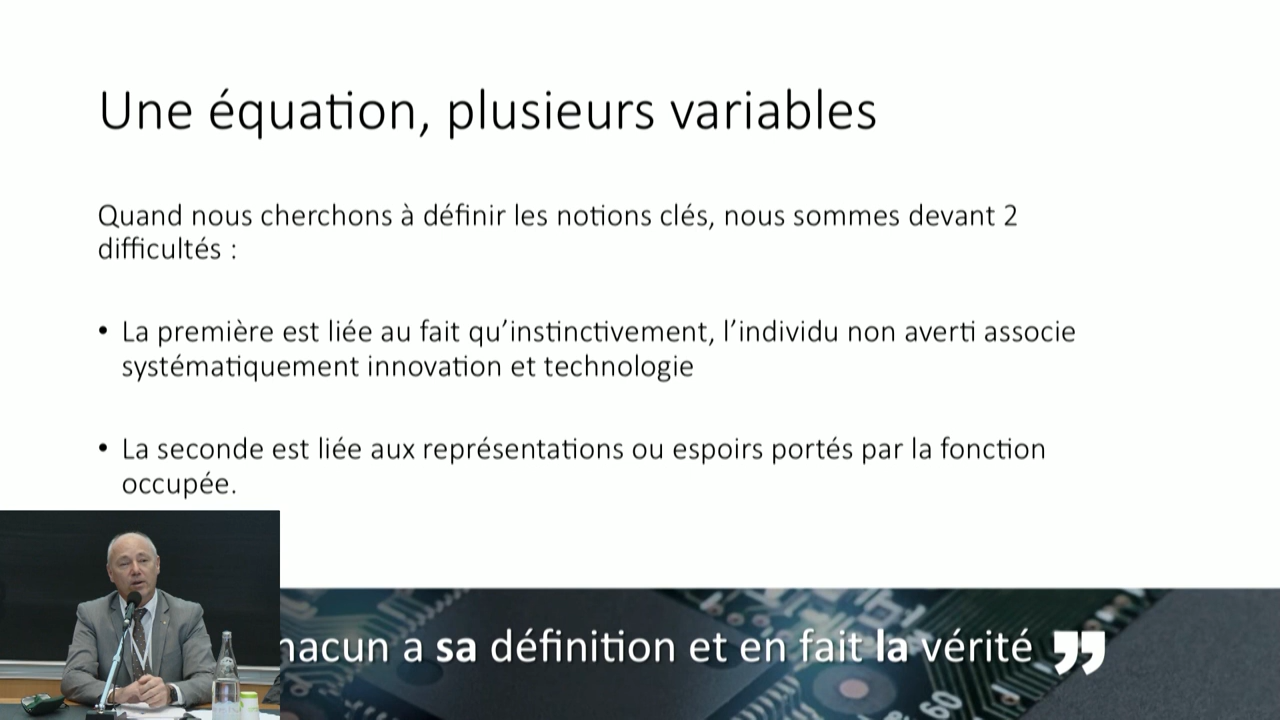 Une équation, plusieurs variables
Quand nous cherchons à définir les notions clés, nous sommes devant 2
difficultés :
• La première est liée au fait qu’instinctivement, l’individu non averti associe
systématiquement innovation et technologie
• La seconde est liée aux représentations ou espoirs portés par la fonction
occupée.
hacun a sa définition et en fait la vérité ”
60